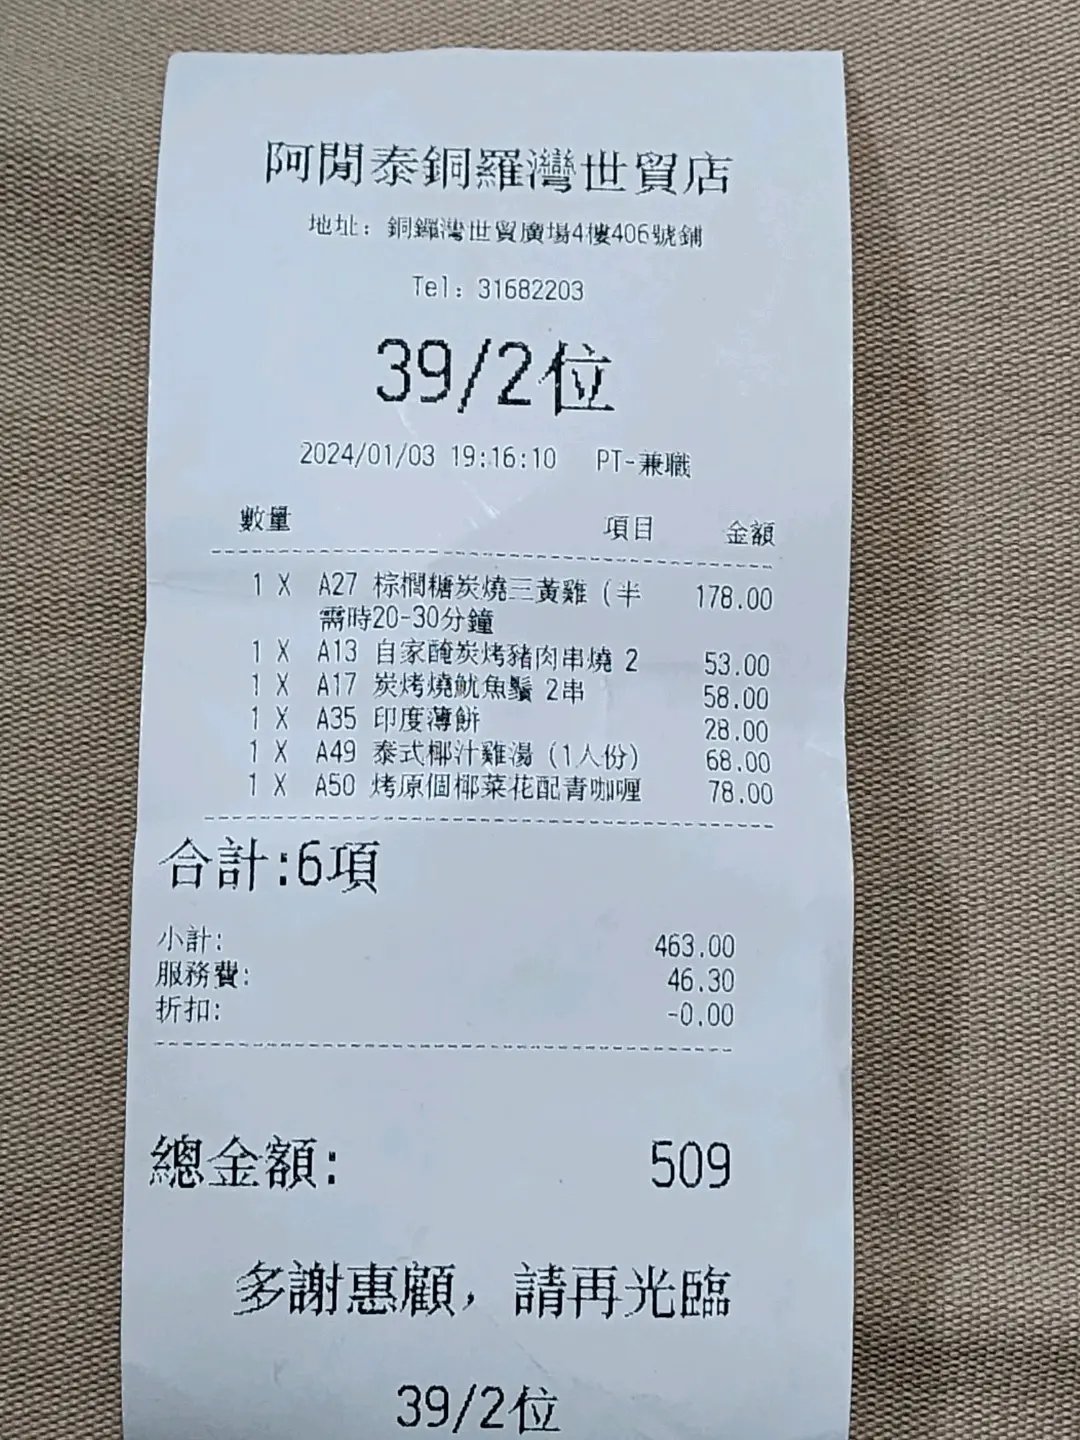 阿閒泰銅羅灣世貿店
地址：銅鑼灣世貿廣場4樓406號鋪
Tel：31682203
39/2位
2024/01/03 19:16:10 PT-兼職
數量 項目 金額
1 X A27 棕櫚糖炭燒三黃雞（半 178.00
需時20-30分鐘
1 X A13 自家醃炭烤豬肉串燒 2 53.00
1 X A17 炭烤燒魷魚鬚 2串 58.00
1 X A35 印度薄餅 28.00
1 X A49 泰式椰汁雞湯（1人份） 68.00
1 X A50 烤原個椰菜花配青咖喱 78.00
合計:6項
小計: 463.00
服務費: 46.30
折扣: -0.00
總金額: 509
多謝惠顧，請再光臨
39/2位